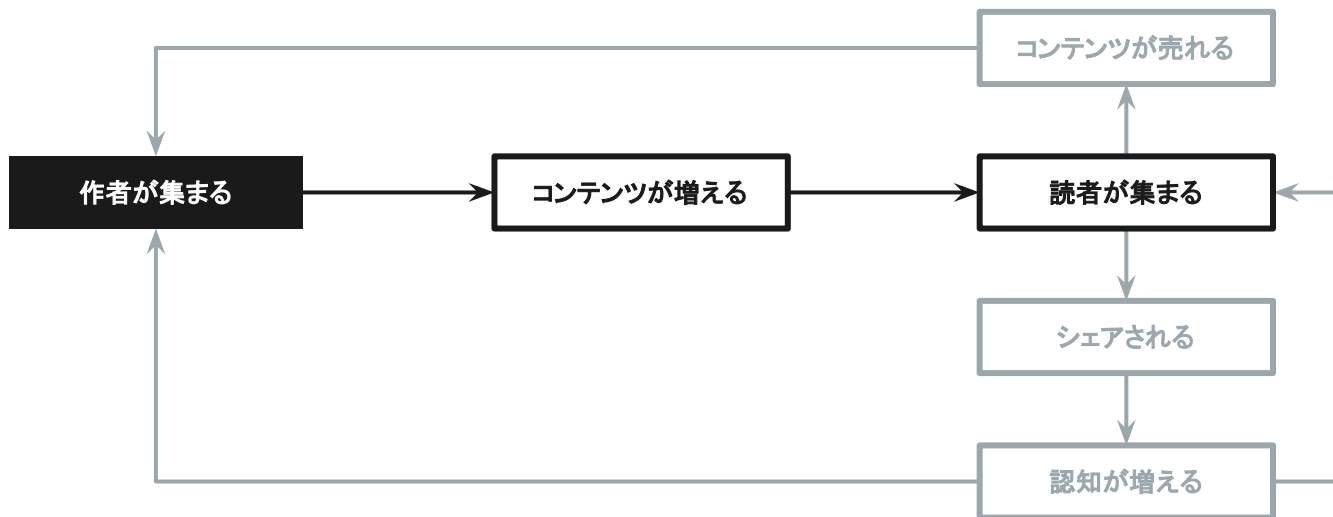 コンテンツが売れる
作者が集まる
コンテンツが増える
読者が集まる
シェアされる
認知が増える